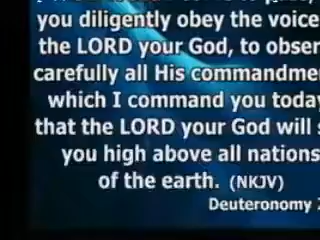 you diligently obey the voice
the LORD your God, to obser
carefully all His commandme
which I command you today
that the LORD your God will s
you high above all nations
of the earth. (NKJV)
Deuteronomy